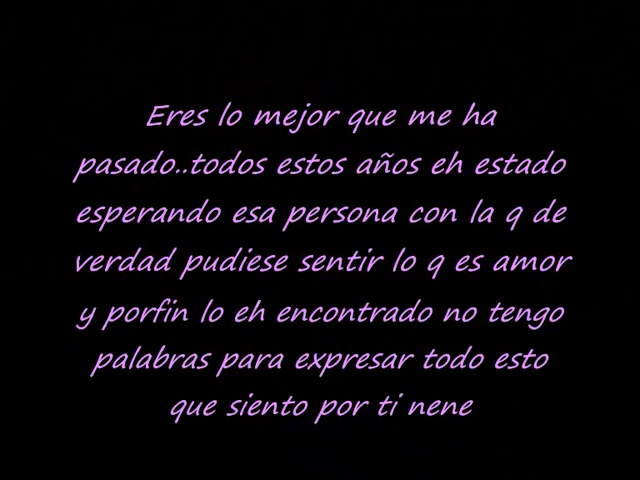 Eres lo mejor que me ha
pasado..todos estos años eh estado
esperando esa persona con la q de
verdad pudiese sentir lo q es amor
y porfin lo eh encontrado no tengo
palabras para expresar todo esto
que siento por ti nene